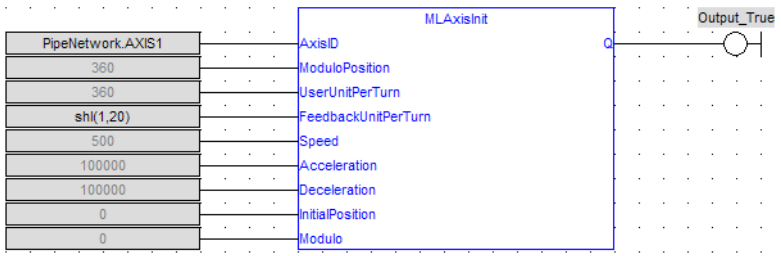 MLAxisInit Output_True
PipeNetwork.AXIS1 AxisID Q
360 ModuloPosition
360 UserUnitPerTurn
shl(1,20) FeedbackUnitPerTurn
500 Speed
100000 Acceleration
100000 Deceleration
0 InitialPosition
0 Modulo